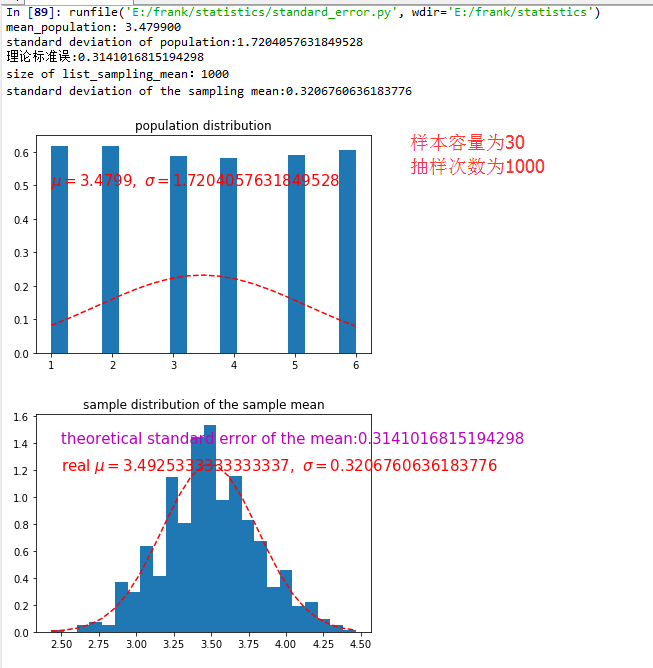 In [89]: runfile('E:/frank/statistics/standard_error.py', wdir='E:/frank/statistics')
mean_population: 3.479900
standard deviation of population:1.7204057631849528
理论标准误:0.3141016815194298
size of list_sampling_mean：1000
standard deviation of the sampling mean:0.3206760636183776
population distribution
样本容量为30
抽样次数为1000
0.6
0.5
0.4
0.3
0.2
0.1
0.0
μ = 3.4799, σ = 1.7204057631849528
1 2 3 4 5 6
sample distribution of the sample mean
1.6
1.4
1.2
1.0
0.8
0.6
0.4
0.2
0.0
theoretical standard error of the mean:0.3141016815194298
real μ = 3.4925333333333337, σ = 0.3206760636183776
2.50 2.75 3.00 3.25 3.50 3.75 4.00 4.25 4.50